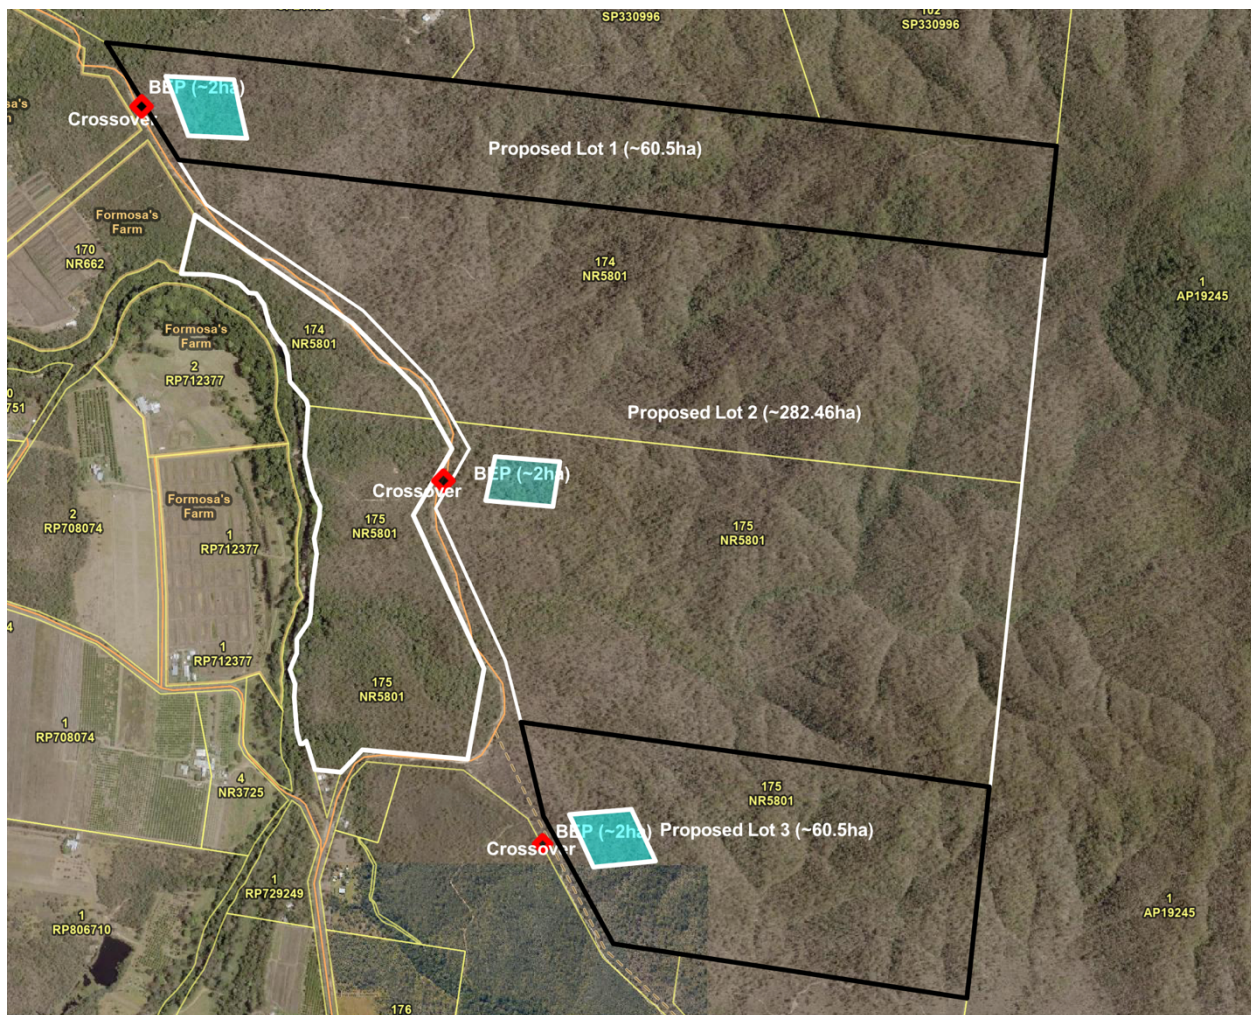 SP330996
102
SP330996
BEP (~2ha)
Crossover
Proposed Lot 1 (~60.5ha)
Formosa's
Farm
170
NR662
174
NR5801
1
AP19245
Formosa's
Farm
174
NR5801
2
RP712377
751
Proposed Lot 2 (~282.46ha)
BEP (~2ha)
Crossover
Formosa's
Farm
2
RP708074
1
RP712377
175
NR5801
175
NR5801
4
1
RP712377
175
NR5801
1
RP708074
4
NR3725
175
NR5801
BEP (~2ha)
Proposed Lot 3 (~60.5ha)
Crossover
1
RP729249
1
RP806710
1
AP19245
176